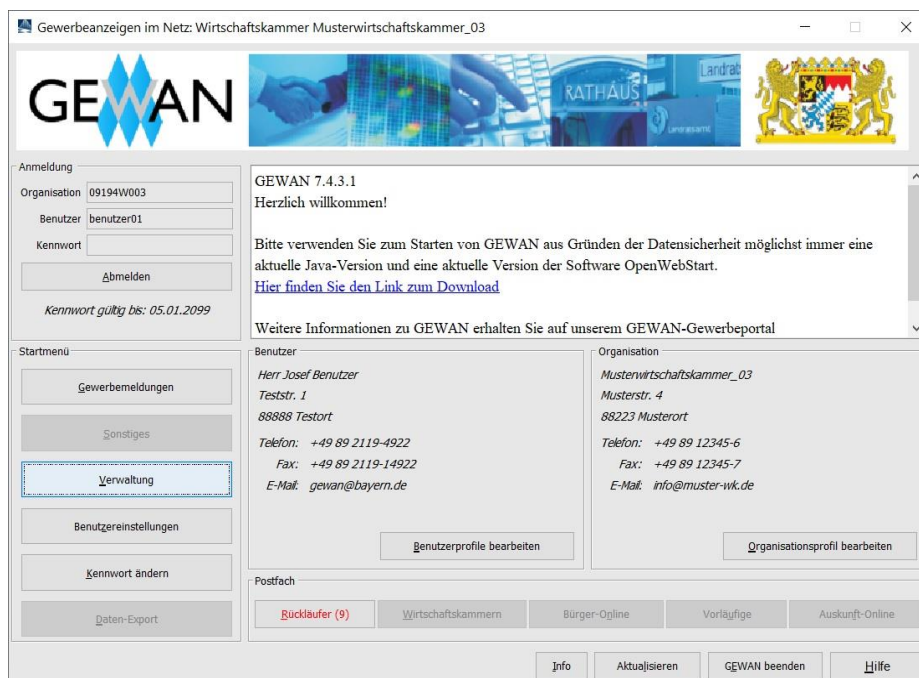 Gewerbeanzeigen im Netz: Wirtschaftskammer Musterwirtschaftskammer_03
GEWAN
RATHAUS
Landrats
Landratsamt
Anmeldung
Organisation 09194W003
Benutzer benutzer01
Kennwort
Abmelden
Kennwort gültig bis: 05.01.2099
GEWAN 7.4.3.1
Herzlich willkommen!
Bitte verwenden Sie zum Starten von GEWAN aus Gründen der Datensicherheit möglichst immer eine
aktuelle Java-Version und eine aktuelle Version der Software OpenWebStart.
Hier finden Sie den Link zum Download
Weitere Informationen zu GEWAN erhalten Sie auf unserem GEWAN-Gewerbeportal
Startmenü
Gewerbemeldungen
Sonstiges
Verwaltung
Benutzereinstellungen
Kennwort ändern
Daten-Export
Benutzer
Herr Josef Benutzer
Teststr. 1
88888 Testort
Telefon: +49 89 2119-4922
Fax: +49 89 2119-14922
E-Mail: gewan@bayern.de
Benutzerprofile bearbeiten
Organisation
Musterwirtschaftskammer_03
Musterstr. 4
88223 Musterort
Telefon: +49 89 12345-6
Fax: +49 89 12345-7
E-Mail: info@muster-wk.de
Organisationsprofil bearbeiten
Postfach
Rückläufer (9)
Wirtschaftskammern
Bürger-Online
Vorläufige
Auskunft-Online
Info
Aktualisieren
GEWAN beenden
Hilfe